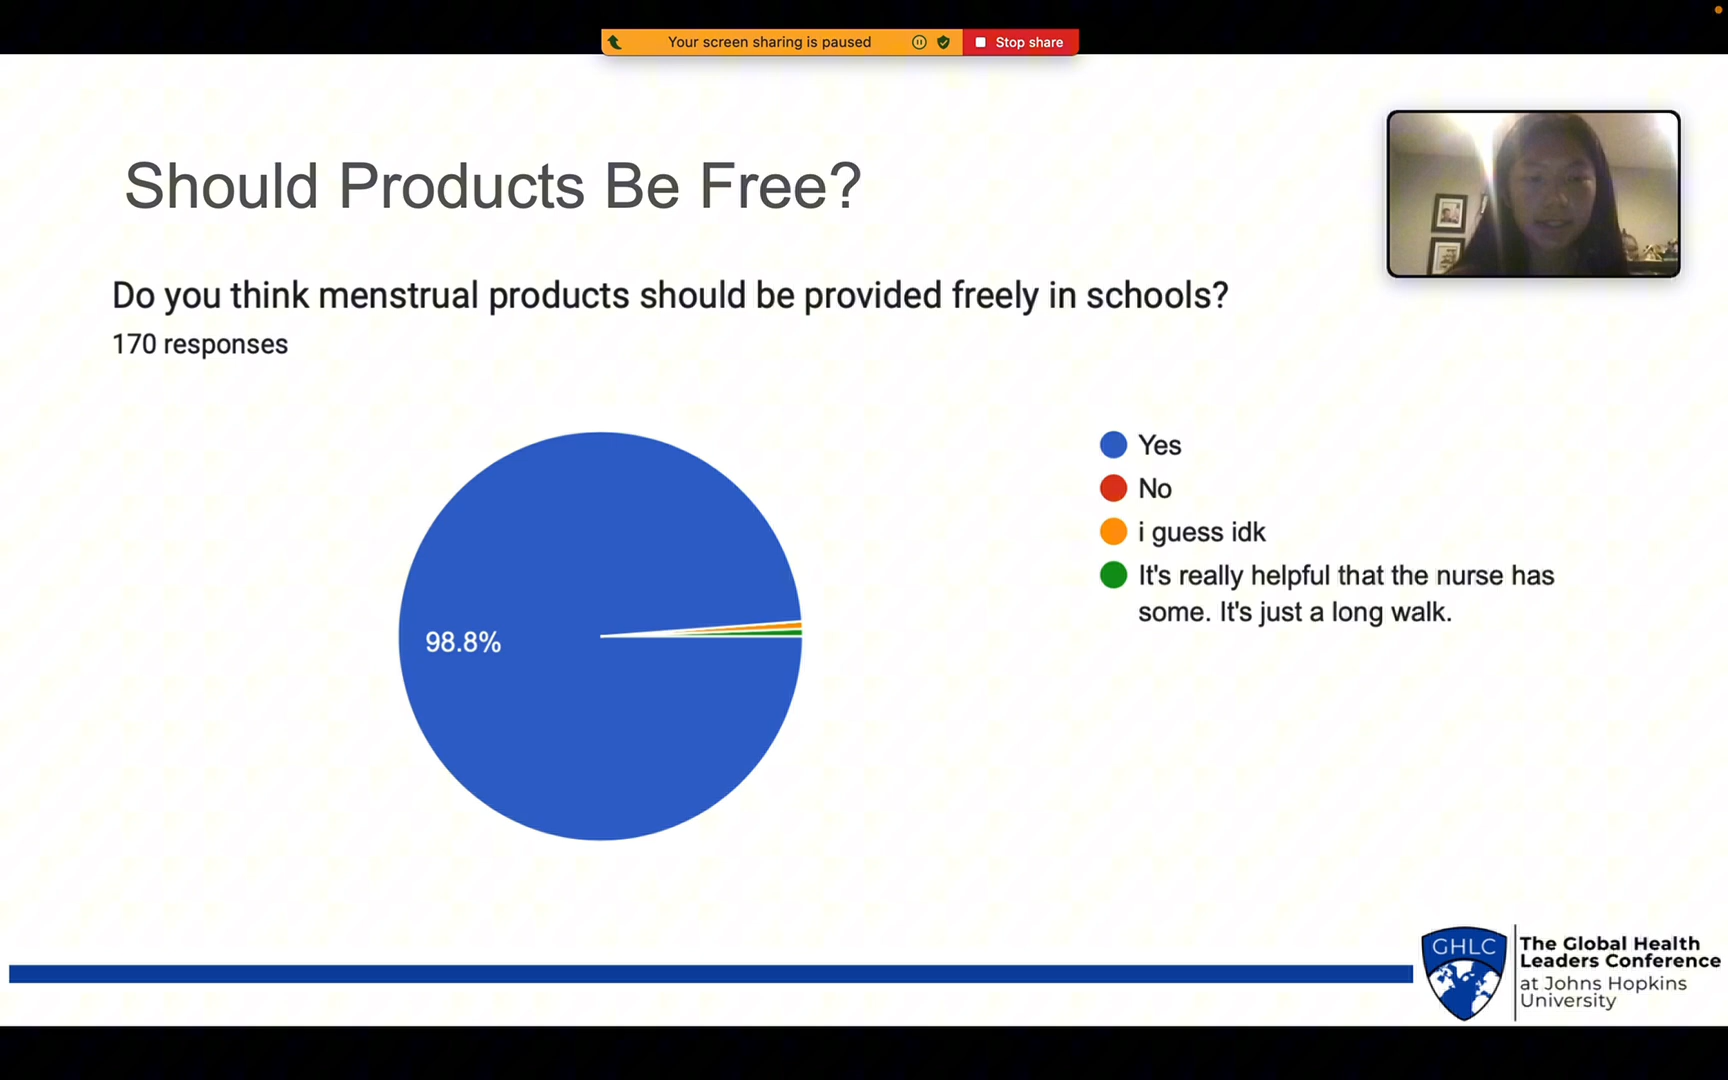 Your screen sharing is paused
Stop share
Should Products Be Free?
Do you think menstrual products should be provided freely in schools?
170 responses
Yes
No
i guess idk
It's really helpful that the nurse has
some. It's just a long walk.
98.8%
GHLC
The Global Health
Leaders Conference
at Johns Hopkins
University